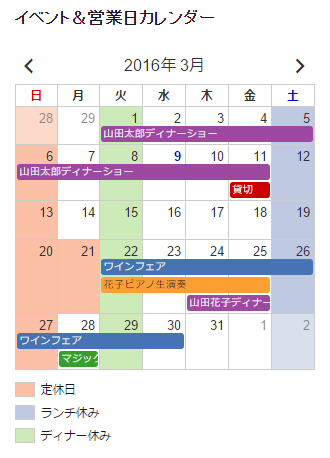 イベント＆営業日カレンダー
2016年 3月
日 月 火 水 木 金 土
28 29 1 2 3 4 5
山田太郎ディナーショー
6 7 8 9 10 11 12
山田太郎ディナーショー
貸切
13 14 15 16 17 18 19
20 21 22 23 24 25 26
ワインフェア
花子ピアノ生演奏
山田花子ディナー
27 28 29 30 31 1 2
ワインフェア
マジック
定休日
ランチ休み
ディナー休み